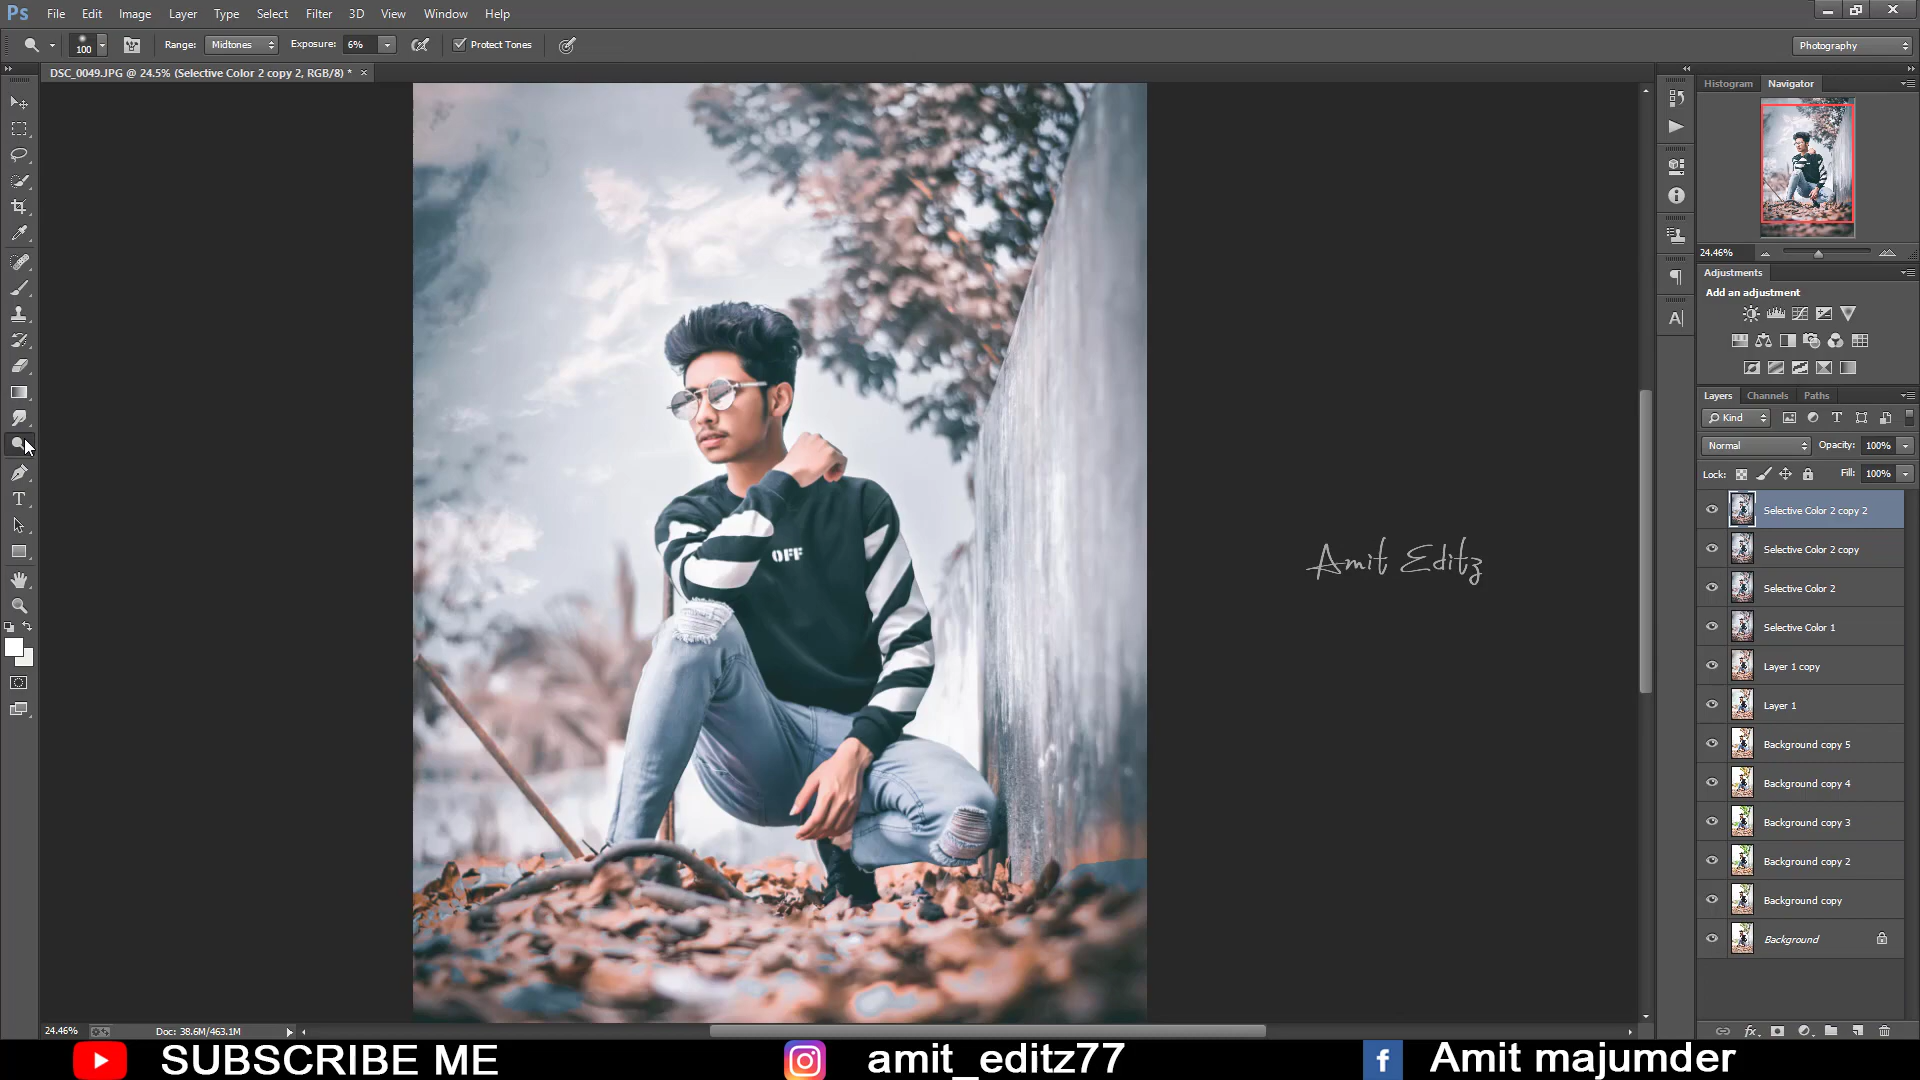 Ps File Edit Image Layer Type Select Filter 3D View Window Help
100 Range: Midtones Exposure: 6% Protect Tones Photography
DSC_0049.JPG @ 24.5% (Selective Color 2 copy 2, RGB/8) * ×
Histogram Navigator
24.46%
Adjustments
Add an adjustment
Layers Channels Paths
Kind
Normal Opacity: 100%
Lock: Fill: 100%
Selective Color 2 copy 2
Selective Color 2 copy
Selective Color 2
Selective Color 1
Layer 1 copy
Layer 1
Background copy 5
Background copy 4
Background copy 3
Background copy 2
Background copy
Background
OFF
Amit Editz
24.46% Doc: 38.6M/463.1M
SUBSCRIBE ME amit_editz77 Amit majumder